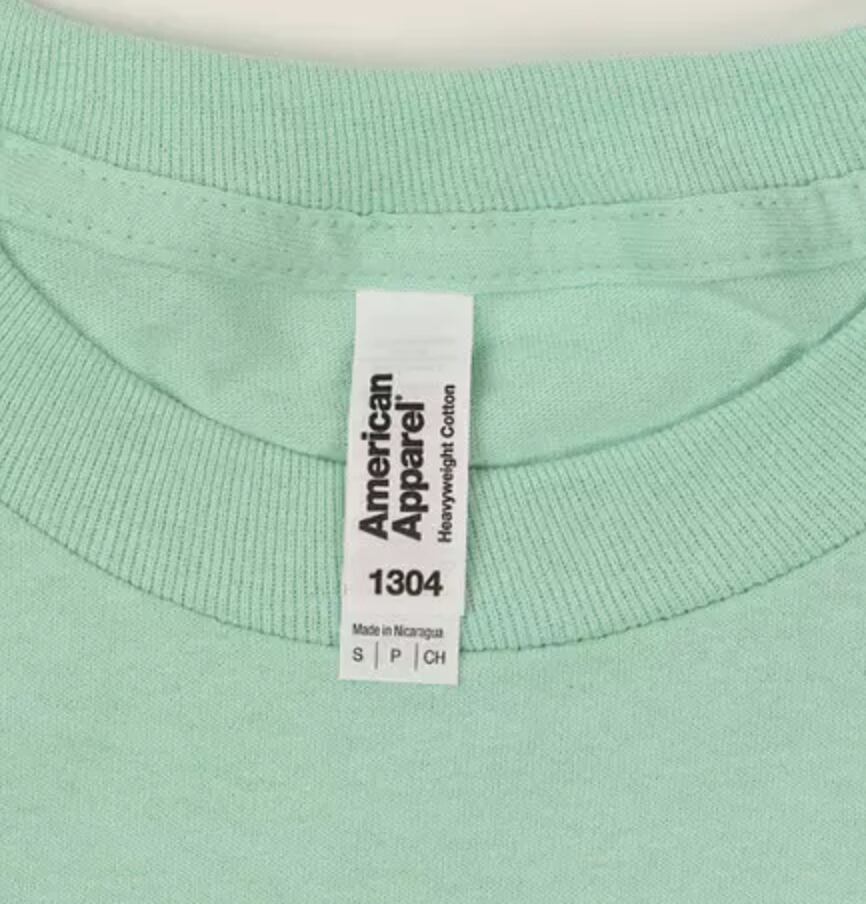 American
Apparel®
Heavyweight Cotton
1304
Made in Nicaragua
S | P | CH